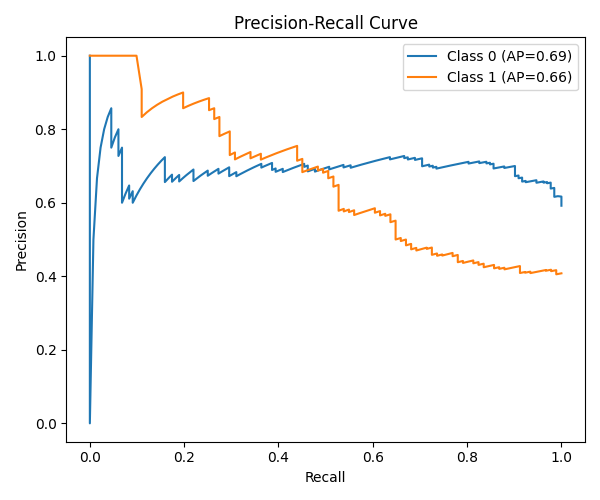 Precision-Recall Curve
Class 0 (AP=0.69)
Class 1 (AP=0.66)
Precision
1.0
0.8
0.6
0.4
0.2
0.0
0.0 0.2 0.4 0.6 0.8 1.0
Recall